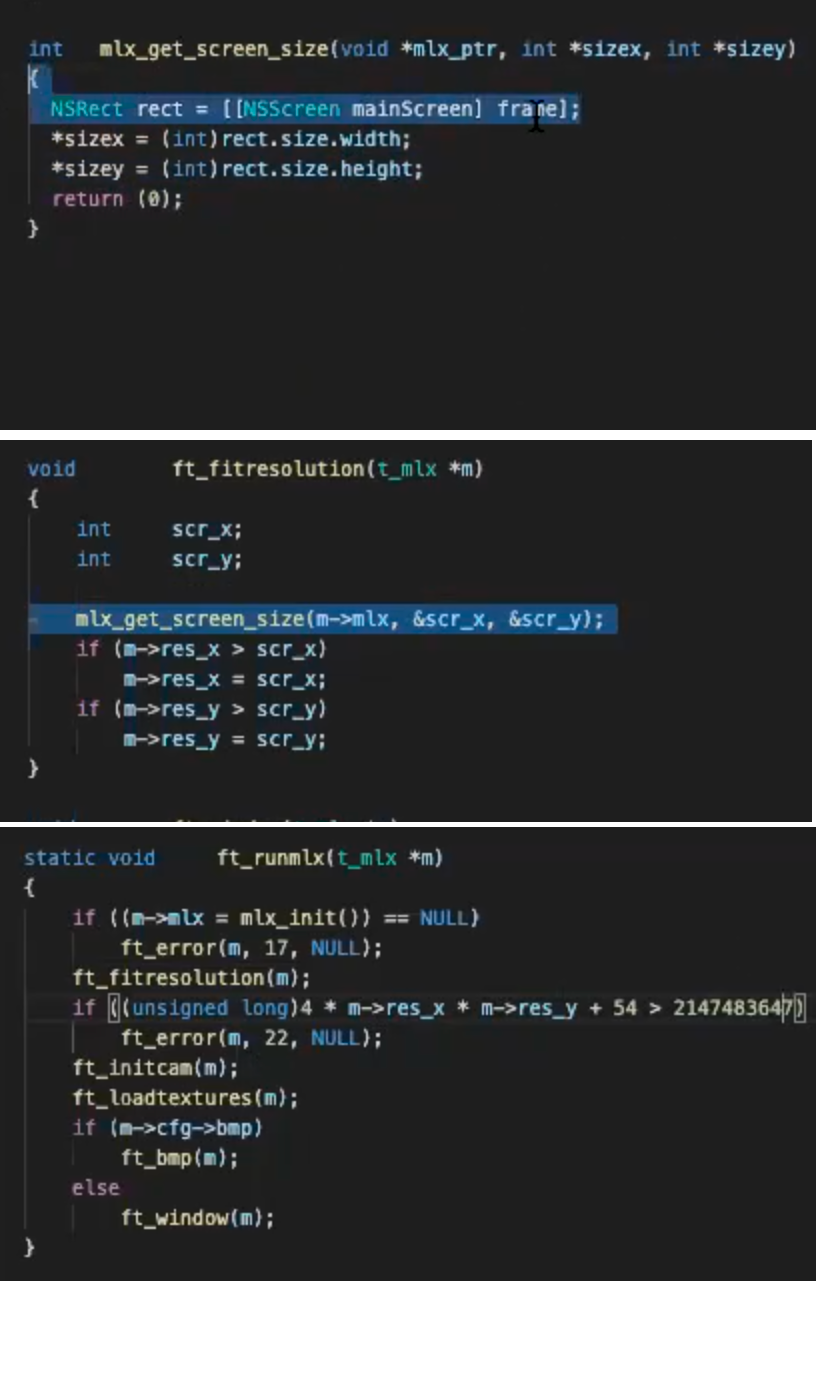 int   mlx_get_screen_size(void *mlx_ptr, int *sizex, int *sizey)
{
  NSRect rect = [[NSScreen mainScreen] frame];
  *sizex = (int)rect.size.width;
  *sizey = (int)rect.size.height;
  return (0);
}
void        ft_fitresolution(t_mlx *m)
{
    int     scr_x;
    int     scr_y;
    mlx_get_screen_size(m->mlx, &scr_x, &scr_y);
    if (m->res_x > scr_x)
        m->res_x = scr_x;
    if (m->res_y > scr_y)
        m->res_y = scr_y;
}
static void     ft_runmlx(t_mlx *m)
{
    if ((m->mlx = mlx_init()) == NULL)
        ft_error(m, 17, NULL);
    ft_fitresolution(m);
    if ((unsigned long)4 * m->res_x * m->res_y + 54 > 2147483647)
        ft_error(m, 22, NULL);
    ft_initcam(m);
    ft_loadtextures(m);
    if (m->cfg->bmp)
        ft_bmp(m);
    else
        ft_window(m);
}